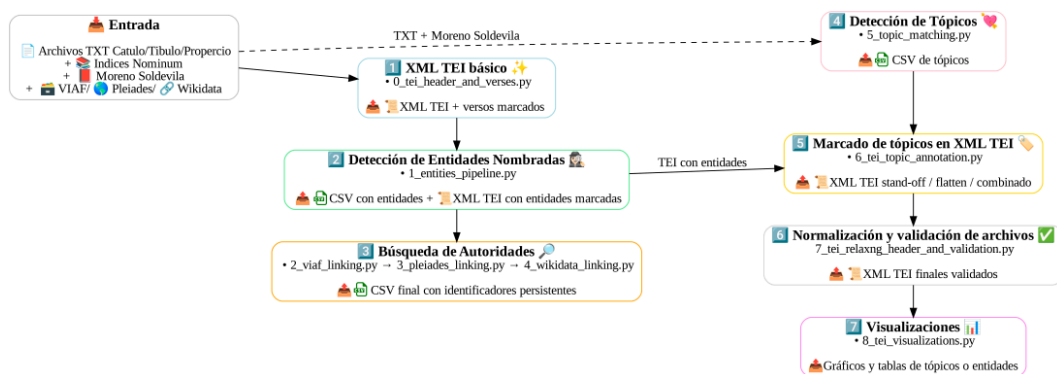 📥 Entrada
📄 Archivos TXT Catulo/Tibulo/Propercio
+ 📚 Indices Nominum
+ 📕 Moreno Soldevila
+ 🗃️ VIAF/ 🌎 Pleiades/ 🔗 Wikidata
TXT + Moreno Soldevila
1️⃣ XML TEI básico ✨
• 0_tei_header_and_verses.py
📤 📜XML TEI + versos marcados
2️⃣ Detección de Entidades Nombradas 🕵🏻‍♀️
• 1_entities_pipeline.py
📤 CSV con entidades + 📜XML TEI con entidades marcadas
TEI con entidades
3️⃣ Búsqueda de Autoridades 🔎
• 2_viaf_linking.py → 3_pleiades_linking.py → 4_wikidata_linking.py
📤 CSV final con identificadores persistentes
4️⃣ Detección de Tópicos 💘
• 5_topic_matching.py
📤 CSV de tópicos
5️⃣ Marcado de tópicos en XML TEI 🏷️
• 6_tei_topic_annotation.py
📤 📜XML TEI stand-off / flatten / combinado
6️⃣ Normalización y validación de archivos ✅
7_tei_relaxng_header_and_validation.py
📤 📜XML TEI finales validados
7️⃣ Visualizaciones 📊
• 8_tei_visualizations.py
📤Gráficos y tablas de tópicos o entidades